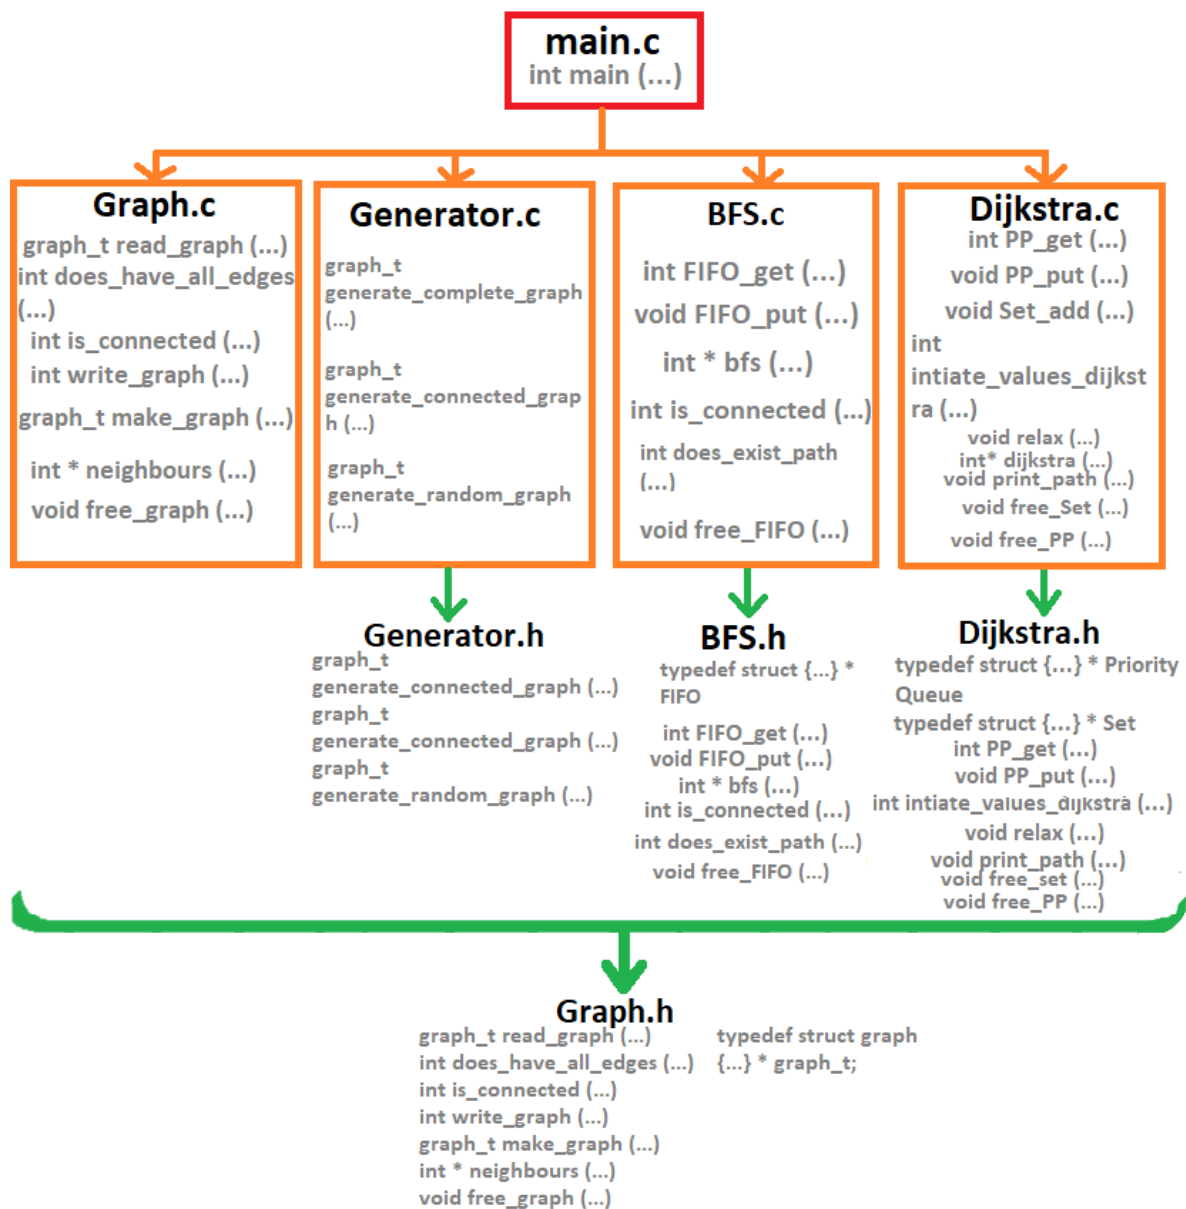 main.c
int main (...)
Graph.c
graph_t read_graph (...)
int does_have_all_edges
(...)
int is_connected (...)
int write_graph (...)
graph_t make_graph (...)
int * neighbours (...)
void free_graph (...)
Generator.c
graph_t
generate_complete_graph
(...)
graph_t
generate_connected_grap
h (...)
graph_t
generate_random_graph
(...)
BFS.c
int FIFO_get (...)
void FIFO_put (...)
int * bfs (...)
int is_connected (...)
int does_exist_path
(...)
void free_FIFO (...)
Dijkstra.c
int PP_get (...)
void PP_put (...)
void Set_add (...)
int
intiate_values_dijkst
ra (...)
void relax (...)
int* dijkstra (...)
void print_path (...)
void free_Set (...)
void free_PP (...)
Generator.h
graph_t
generate_connected_graph (...)
graph_t
generate_connected_graph (...)
graph_t
generate_random_graph (...)
BFS.h
typedef struct {...} *
FIFO
int FIFO_get (...)
void FIFO_put (...)
int * bfs (...)
int is_connected (...)
int does_exist_path (...)
void free_FIFO (...)
Dijkstra.h
typedef struct {...} * Priority
Queue
typedef struct {...} * Set
int PP_get (...)
void PP_put (...)
int intiate_values_dijkstra (...)
void relax (...)
void print_path (...)
void free_set (...)
void free_PP (...)
Graph.h
graph_t read_graph (...)
int does_have_all_edges (...)
int is_connected (...)
int write_graph (...)
graph_t make_graph (...)
int * neighbours (...)
void free_graph (...)
typedef struct graph
{...} * graph_t;